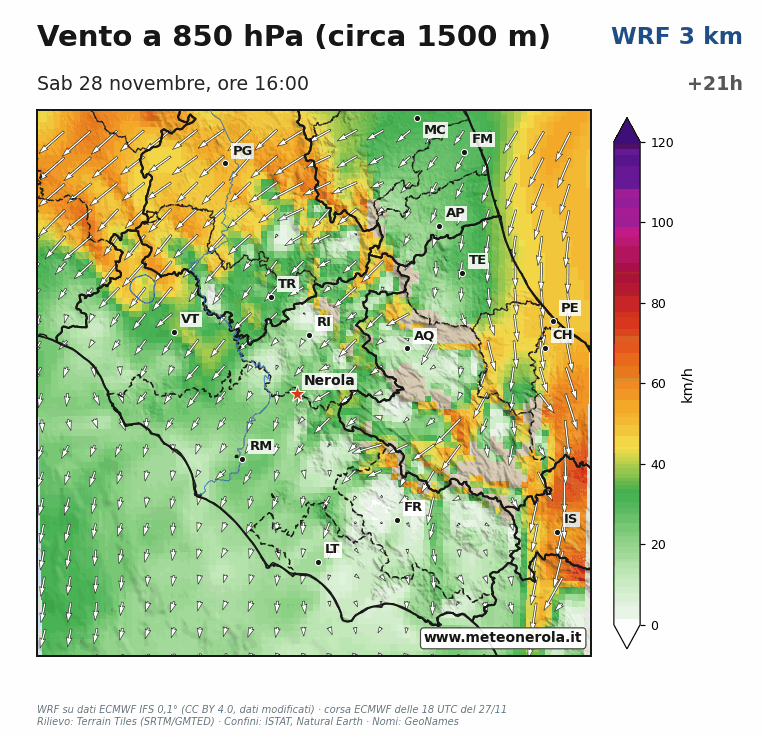 Vento a 850 hPa (circa 1500 m)
WRF 3 km
Sab 28 novembre, ore 16:00
+21h
MC
FM
PG
AP
TE
TR
PE
VT
RI
AQ
CH
Nerola
RM
FR
IS
LT
www.meteonerola.it
120
100
80
60
40
20
0
km/h
WRF su dati ECMWF IFS 0,1° (CC BY 4.0, dati modificati) · corsa ECMWF delle 18 UTC del 27/11
Rilievo: Terrain Tiles (SRTM/GMTED) · Confini: ISTAT, Natural Earth · Nomi: GeoNames